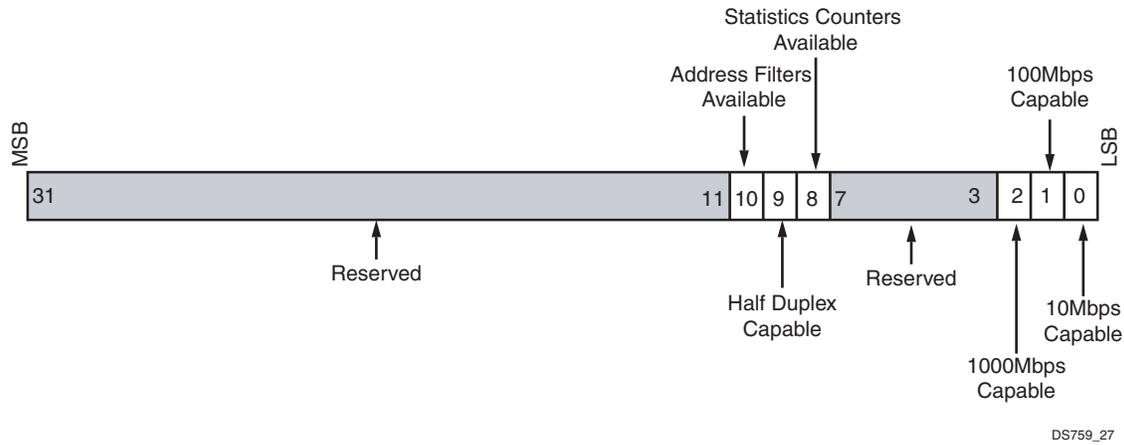 Statistics Counters
Available
Address Filters
Available
100Mbps
Capable
MSB
LSB
31
11
10
9
8
7
3
2
1
0
Reserved
Reserved
Half Duplex
Capable
10Mbps
Capable
1000Mbps
Capable
DS759_27